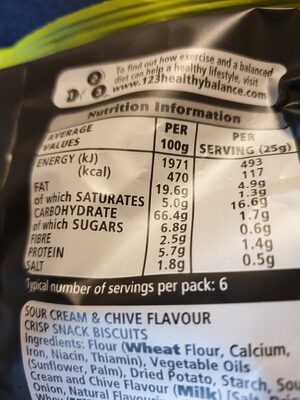 To find out how exercise and a balanced
diet can help a healthy lifestyle, visit
www.123healthybalance.com
Nutrition Information
AVERAGE VALUES PER 100g PER SERVING (25g)
ENERGY (kJ) 1971 493
(kcal) 470 117
FAT 19.6g 4.9g
of which SATURATES 5.0g 1.3g
CARBOHYDRATE 66.4g 16.6g
of which SUGARS 6.8g 1.7g
FIBRE 2.5g 0.6g
PROTEIN 5.7g 1.4g
SALT 1.8g 0.5g
Typical number of servings per pack: 6
SOUR CREAM & CHIVE FLAVOUR
CRISP SNACK BISCUITS
Ingredients: Flour (Wheat Flour, Calcium,
Iron, Niacin, Thiamin), Vegetable Oils
(Sunflower, Palm), Dried Potato, Starch, Sou
Cream and Chive Flavour (Milk) [Salt
Onion, Natural Flavou